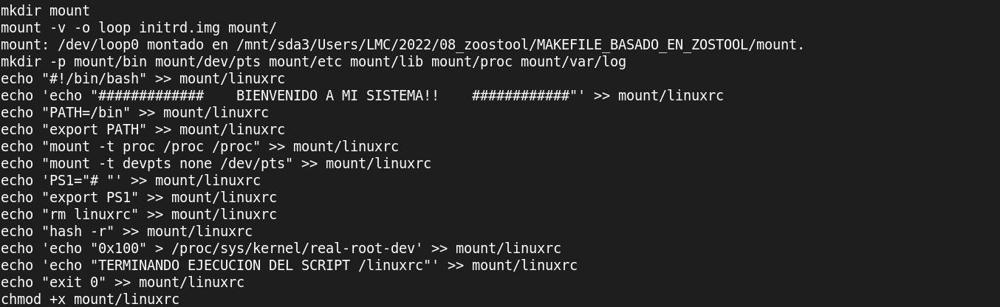 mkdir mount
mount -v -o loop initrd.img mount/
mount: /dev/loop0 montado en /mnt/sda3/Users/LMC/2022/08_zoostool/MAKEFILE_BASADO_EN_ZOSTOOL/mount.
mkdir -p mount/bin mount/dev/pts mount/etc mount/lib mount/proc mount/var/log
echo "#!/bin/bash" >> mount/linuxrc
echo 'echo "#############    BIENVENIDO A MI SISTEMA!!    ############"' >> mount/linuxrc
echo "PATH=/bin" >> mount/linuxrc
echo "export PATH" >> mount/linuxrc
echo "mount -t proc /proc /proc" >> mount/linuxrc
echo "mount -t devpts none /dev/pts" >> mount/linuxrc
echo 'PS1="# "' >> mount/linuxrc
echo "export PS1" >> mount/linuxrc
echo "rm linuxrc" >> mount/linuxrc
echo "hash -r" >> mount/linuxrc
echo 'echo "0x100" > /proc/sys/kernel/real-root-dev' >> mount/linuxrc
echo 'echo "TERMINANDO EJECUCION DEL SCRIPT /linuxrc"' >> mount/linuxrc
echo "exit 0" >> mount/linuxrc
chmod +x mount/linuxrc